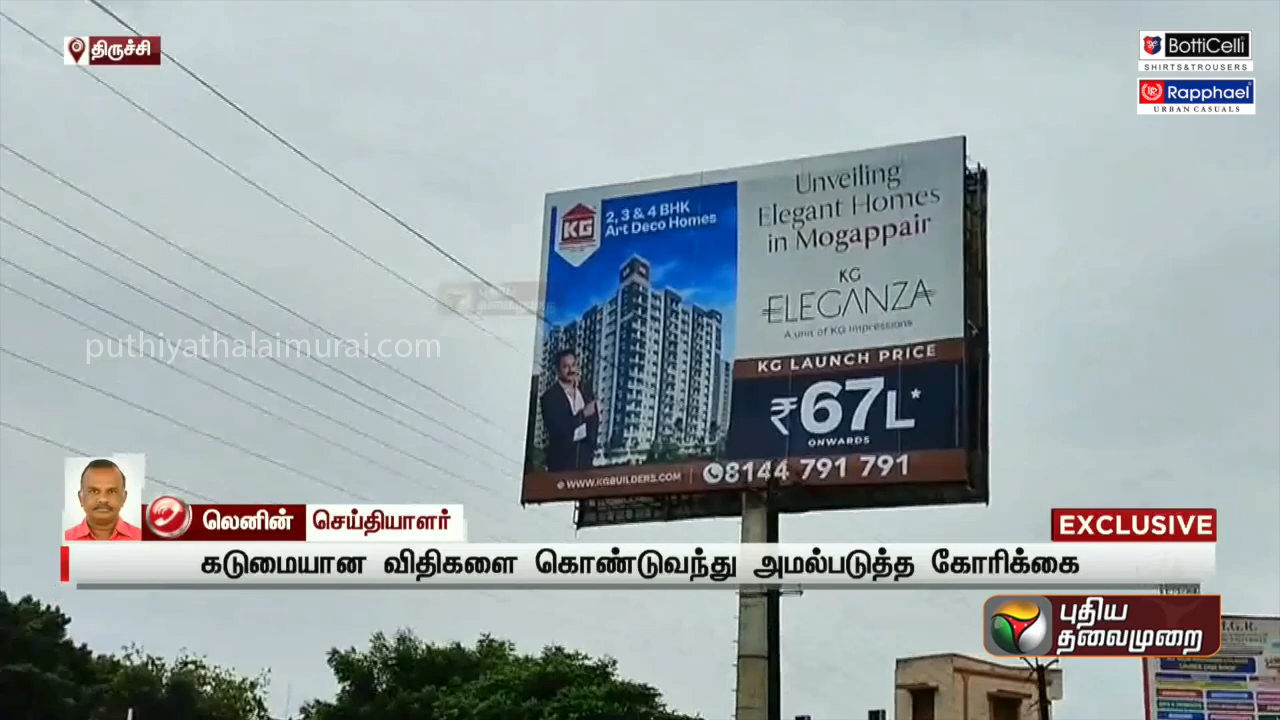 திருச்சி
BOTTICELLI
SHIRTS & TROUSERS
Rapphael
URBAN CASUALS
KG
2, 3 & 4 BHK
Art Deco Homes
Unveiling
Elegant Homes
in Mogappair
KG
ELEGANZA
A unit of KG Impressions
KG LAUNCH PRICE
₹67L*
ONWARDS
WWW.KGBUILDERS.COM
8144 791 791
puthiyathalaimurai.com
லெனின் செய்தியாளர்
EXCLUSIVE
கடுமையான விதிகளை கொண்டுவந்து அமல்படுத்த கோரிக்கை
புதிய
தலைமுறை